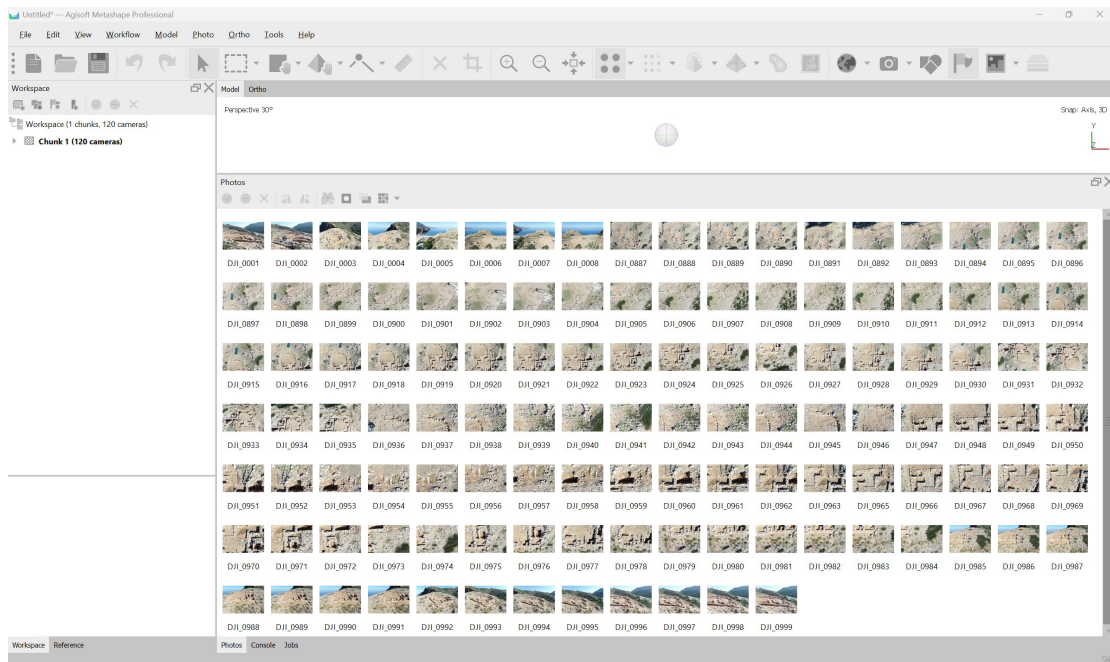 Untitled* — Agisoft Metashape Professional
File Edit View Workflow Model Photo Ortho Tools Help
Workspace
Model Ortho
Perspective 30°
Snap: Axis, 3D
Y
Z
Workspace (1 chunks, 120 cameras)
Chunk 1 (120 cameras)
Photos
DJI_0001 DJI_0002 DJI_0003 DJI_0004 DJI_0005 DJI_0006 DJI_0007 DJI_0008 DJI_0887 DJI_0888 DJI_0889 DJI_0890 DJI_0891 DJI_0892 DJI_0893 DJI_0894 DJI_0895 DJI_0896
DJI_0897 DJI_0898 DJI_0899 DJI_0900 DJI_0901 DJI_0902 DJI_0903 DJI_0904 DJI_0905 DJI_0906 DJI_0907 DJI_0908 DJI_0909 DJI_0910 DJI_0911 DJI_0912 DJI_0913 DJI_0914
DJI_0915 DJI_0916 DJI_0917 DJI_0918 DJI_0919 DJI_0920 DJI_0921 DJI_0922 DJI_0923 DJI_0924 DJI_0925 DJI_0926 DJI_0927 DJI_0928 DJI_0929 DJI_0930 DJI_0931 DJI_0932
DJI_0933 DJI_0934 DJI_0935 DJI_0936 DJI_0937 DJI_0938 DJI_0939 DJI_0940 DJI_0941 DJI_0942 DJI_0943 DJI_0944 DJI_0945 DJI_0946 DJI_0947 DJI_0948 DJI_0949 DJI_0950
DJI_0951 DJI_0952 DJI_0953 DJI_0954 DJI_0955 DJI_0956 DJI_0957 DJI_0958 DJI_0959 DJI_0960 DJI_0961 DJI_0962 DJI_0963 DJI_0965 DJI_0966 DJI_0967 DJI_0968 DJI_0969
DJI_0970 DJI_0971 DJI_0972 DJI_0973 DJI_0974 DJI_0975 DJI_0976 DJI_0977 DJI_0978 DJI_0979 DJI_0980 DJI_0981 DJI_0982 DJI_0983 DJI_0984 DJI_0985 DJI_0986 DJI_0987
DJI_0988 DJI_0989 DJI_0990 DJI_0991 DJI_0992 DJI_0993 DJI_0994 DJI_0995 DJI_0996 DJI_0997 DJI_0998 DJI_0999
Workspace Reference
Photos Console Jobs